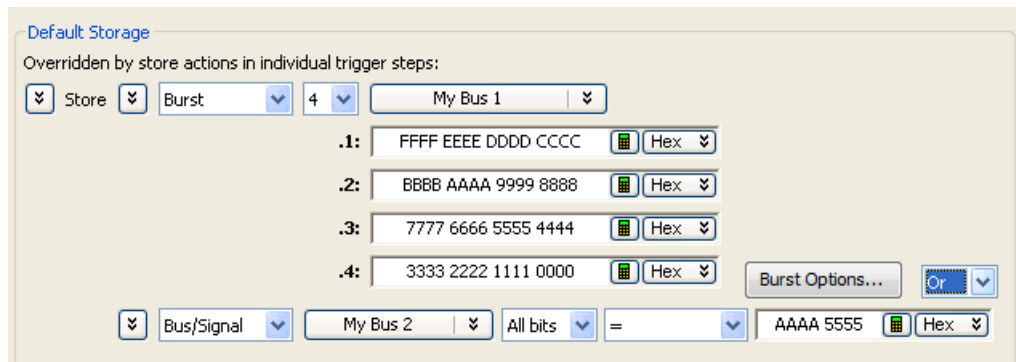 Default Storage
Overridden by store actions in individual trigger steps:
Store Burst 4 My Bus 1
.1: FFFF EEEE DDDD CCCC Hex
.2: BBBB AAAA 9999 8888 Hex
.3: 7777 6666 5555 4444 Hex
.4: 3333 2222 1111 0000 Hex Burst Options... Or
Bus/Signal My Bus 2 All bits = AAAA 5555 Hex